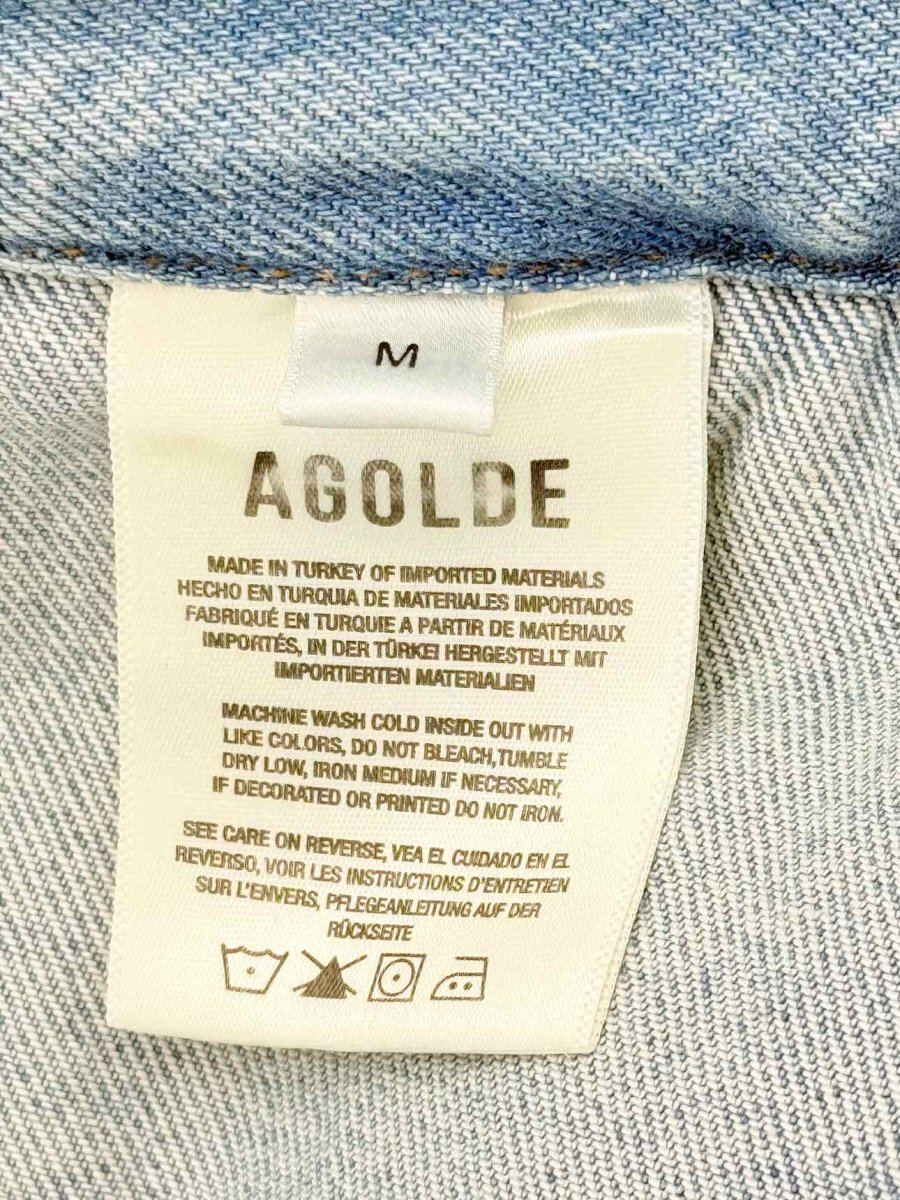 M
AGOLDE
MADE IN TURKEY OF IMPORTED MATERIALS
HECHO EN TURQUIA DE MATERIALES IMPORTADOS
FABRIQUÉ EN TURQUIE A PARTIR DE MATÉRIAUX
IMPORTÉS, IN DER TÜRKEI HERGESTELLT MIT
IMPORTIERTEN MATERIALIEN
MACHINE WASH COLD INSIDE OUT WITH
LIKE COLORS, DO NOT BLEACH, TUMBLE
DRY LOW, IRON MEDIUM IF NECESSARY,
IF DECORATED OR PRINTED DO NOT IRON.
SEE CARE ON REVERSE, VEA EL CUIDADO EN EL
REVERSO, VOIR LES INSTRUCTIONS D'ENTRETIEN
SUR L'ENVERS, PFLEGEANLEITUNG AUF DER
RÜCKSEITE